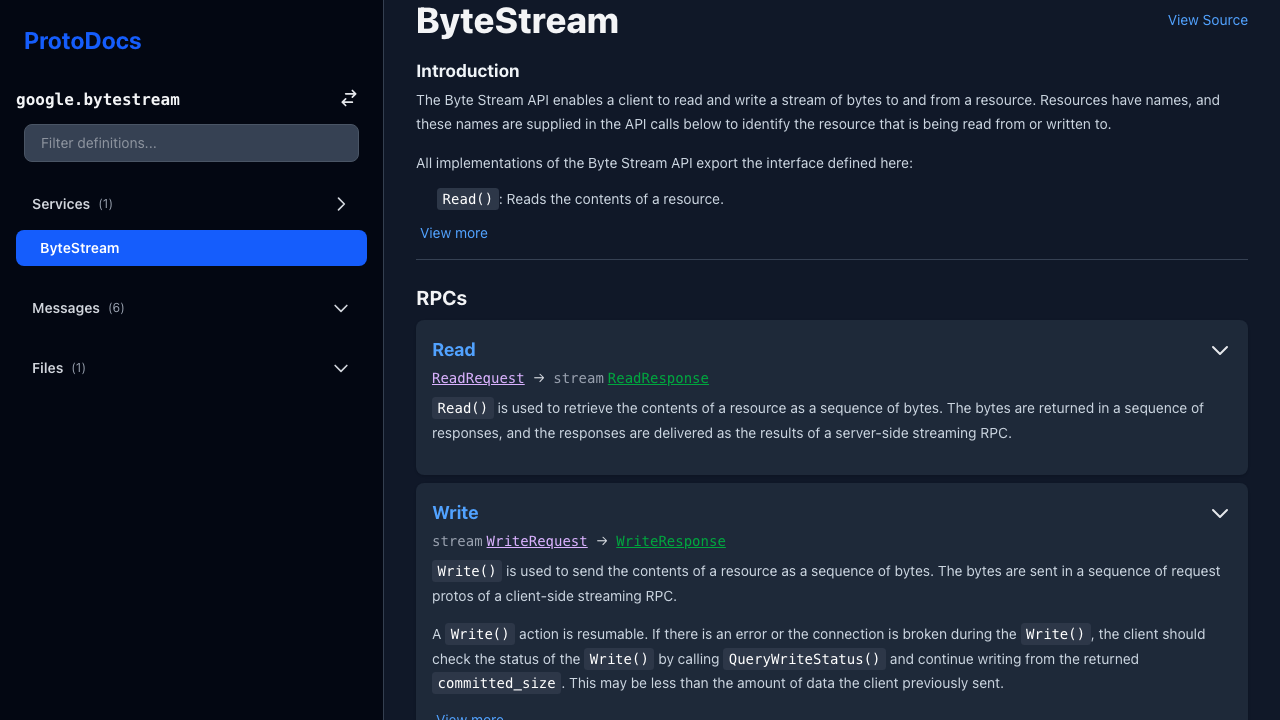 ProtoDocs
google.bytestream
Filter definitions...
Services (1)
ByteStream
Messages (6)
Files (1)
ByteStream
View Source
Introduction
The Byte Stream API enables a client to read and write a stream of bytes to and from a resource. Resources have names, and
these names are supplied in the API calls below to identify the resource that is being read from or written to.
All implementations of the Byte Stream API export the interface defined here:
Read(): Reads the contents of a resource.
View more
RPCs
Read
ReadRequest → stream ReadResponse
Read() is used to retrieve the contents of a resource as a sequence of bytes. The bytes are returned in a sequence of
responses, and the responses are delivered as the results of a server-side streaming RPC.
Write
stream WriteRequest → WriteResponse
Write() is used to send the contents of a resource as a sequence of bytes. The bytes are sent in a sequence of request
protos of a client-side streaming RPC.
A Write() action is resumable. If there is an error or the connection is broken during the Write(), the client should
check the status of the Write() by calling QueryWriteStatus() and continue writing from the returned
committed_size. This may be less than the amount of data the client previously sent.
View more